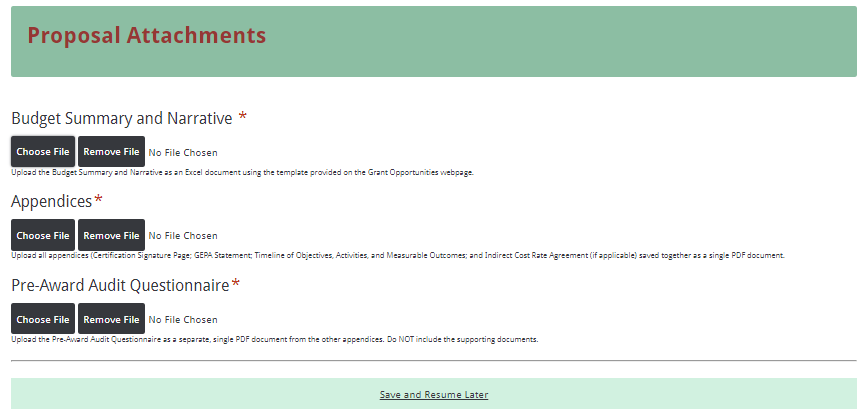 Proposal Attachments
Budget Summary and Narrative *
Choose File Remove File No File Chosen
Upload the Budget Summary and Narrative as an Excel document using the template provided on the Grant Opportunities webpage.
Appendices*
Choose File Remove File No File Chosen
Upload all appendices (Certification Signature Page; GEPA Statement; Timeline of Objectives, Activities, and Measurable Outcomes; and Indirect Cost Rate Agreement (if applicable) saved together as a single PDF document.
Pre-Award Audit Questionnaire*
Choose File Remove File No File Chosen
Upload the Pre-Award Audit Questionnaire as a separate, single PDF document from the other appendices. Do NOT include the supporting documents.
Save and Resume Later